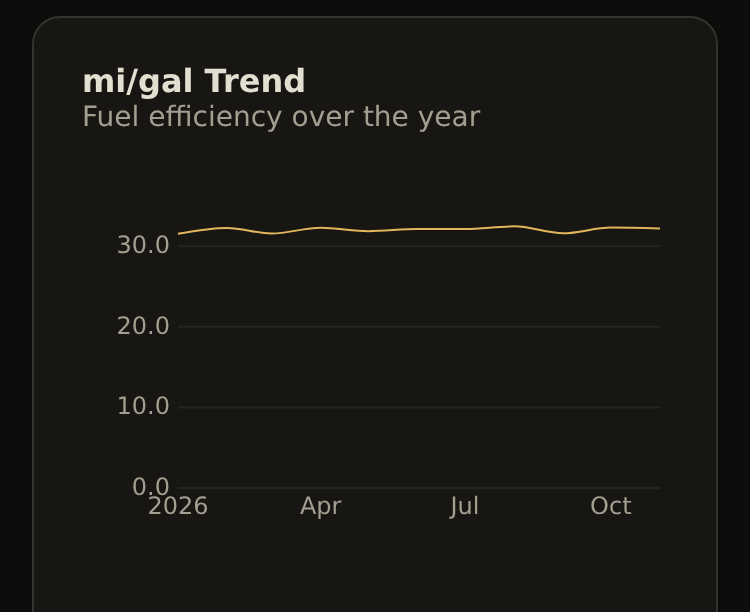 mi/gal Trend
Fuel efficiency over the year
30.0
20.0
10.0
0.0
2026 Apr Jul Oct